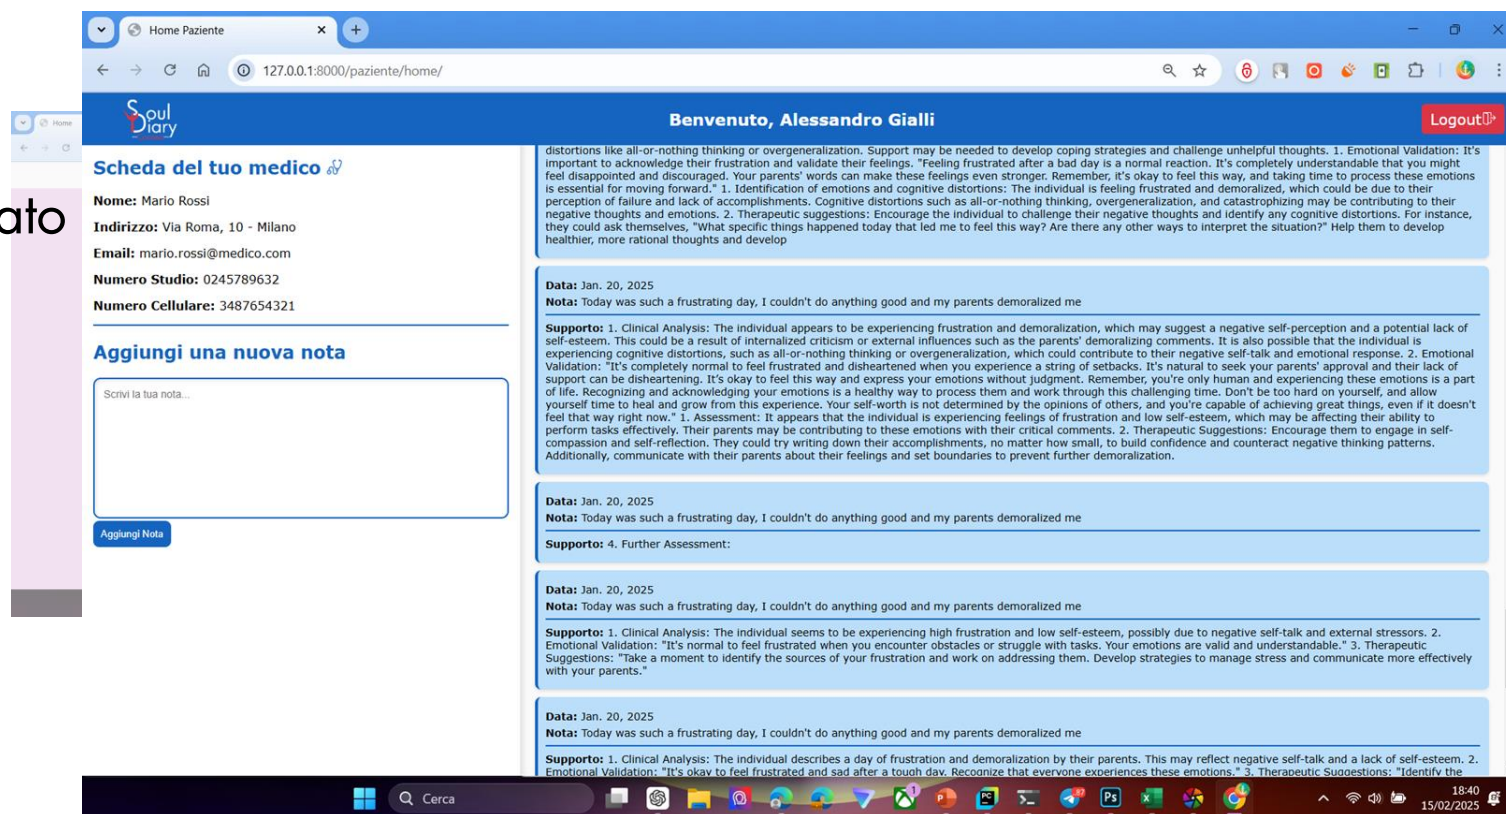 Home Paziente
127.0.0.1:8000/paziente/home/
Home
ato
Soul
Diary
Benvenuto, Alessandro Gialli
Logout
Scheda del tuo medico
Nome: Mario Rossi
Indirizzo: Via Roma, 10 - Milano
Email: mario.rossi@medico.com
Numero Studio: 0245789632
Numero Cellulare: 3487654321
Aggiungi una nuova nota
Scrivi la tua nota...
Aggiungi Nota
distortions like all-or-nothing thinking or overgeneralization. Support may be needed to develop coping strategies and challenge unhelpful thoughts. 1. Emotional Validation: It's
important to acknowledge their frustration and validate their feelings. "Feeling frustrated after a bad day is a normal reaction. It's completely understandable that you might
feel disappointed and discouraged. Your parents' words can make these feelings even stronger. Remember, it's okay to feel this way, and taking time to process these emotions
is essential for moving forward." 1. Identification of emotions and cognitive distortions: The individual is feeling frustrated and demoralized, which could be due to their
perception of failure and lack of accomplishments. Cognitive distortions such as all-or-nothing thinking, overgeneralization, and catastrophizing may be contributing to their
negative thoughts and emotions. 2. Therapeutic suggestions: Encourage the individual to challenge their negative thoughts and identify any cognitive distortions. For instance,
they could ask themselves, "What specific things happened today that led me to feel this way? Are there any other ways to interpret the situation?" Help them to develop
healthier, more rational thoughts and develop
Data: Jan. 20, 2025
Nota: Today was such a frustrating day, I couldn't do anything good and my parents demoralized me
Supporto: 1. Clinical Analysis: The individual appears to be experiencing frustration and demoralization, which may suggest a negative self-perception and a potential lack of
self-esteem. This could be a result of internalized criticism or external influences such as the parents' demoralizing comments. It is also possible that the individual is
experiencing cognitive distortions, such as all-or-nothing thinking or overgeneralization, which could contribute to their negative self-talk and emotional response. 2. Emotional
Validation: "It's completely normal to feel frustrated and disheartened when you experience a string of setbacks. It's natural to seek your parents' approval and their lack of
support can be disheartening. It's okay to feel this way and express your emotions without judgment. Remember, you're only human and experiencing these emotions is a part
of life. Recognizing and acknowledging your emotions is a healthy way to process them and work through this challenging time. Don't be too hard on yourself, and allow
yourself time to heal and grow from this experience. Your self-worth is not determined by the opinions of others, and you're capable of achieving great things, even if it doesn't
feel that way right now." 1. Assessment: It appears that the individual is experiencing feelings of frustration and low self-esteem, which may be affecting their ability to
perform tasks effectively. Their parents may be contributing to these emotions with their critical comments. 2. Therapeutic Suggestions: Encourage them to engage in self-
compassion and self-reflection. They could try writing down their accomplishments, no matter how small, to build confidence and counteract negative thinking patterns.
Additionally, communicate with their parents about their feelings and set boundaries to prevent further demoralization.
Data: Jan. 20, 2025
Nota: Today was such a frustrating day, I couldn't do anything good and my parents demoralized me
Supporto: 4. Further Assessment:
Data: Jan. 20, 2025
Nota: Today was such a frustrating day, I couldn't do anything good and my parents demoralized me
Supporto: 1. Clinical Analysis: The individual seems to be experiencing high frustration and low self-esteem, possibly due to negative self-talk and external stressors. 2.
Emotional Validation: "It's normal to feel frustrated when you encounter obstacles or struggle with tasks. Your emotions are valid and understandable." 3. Therapeutic
Suggestions: "Take a moment to identify the sources of your frustration and work on addressing them. Develop strategies to manage stress and communicate more effectively
with your parents."
Data: Jan. 20, 2025
Nota: Today was such a frustrating day, I couldn't do anything good and my parents demoralized me
Supporto: 1. Clinical Analysis: The individual describes a day of frustration and demoralization by their parents. This may reflect negative self-talk and a lack of self-esteem. 2.
Emotional Validation: "It's okay to feel frustrated and sad after a tough day. Recognize that everyone experiences these emotions." 3. Therapeutic Suggestions: "Identify the
Cerca
18:40
15/02/2025